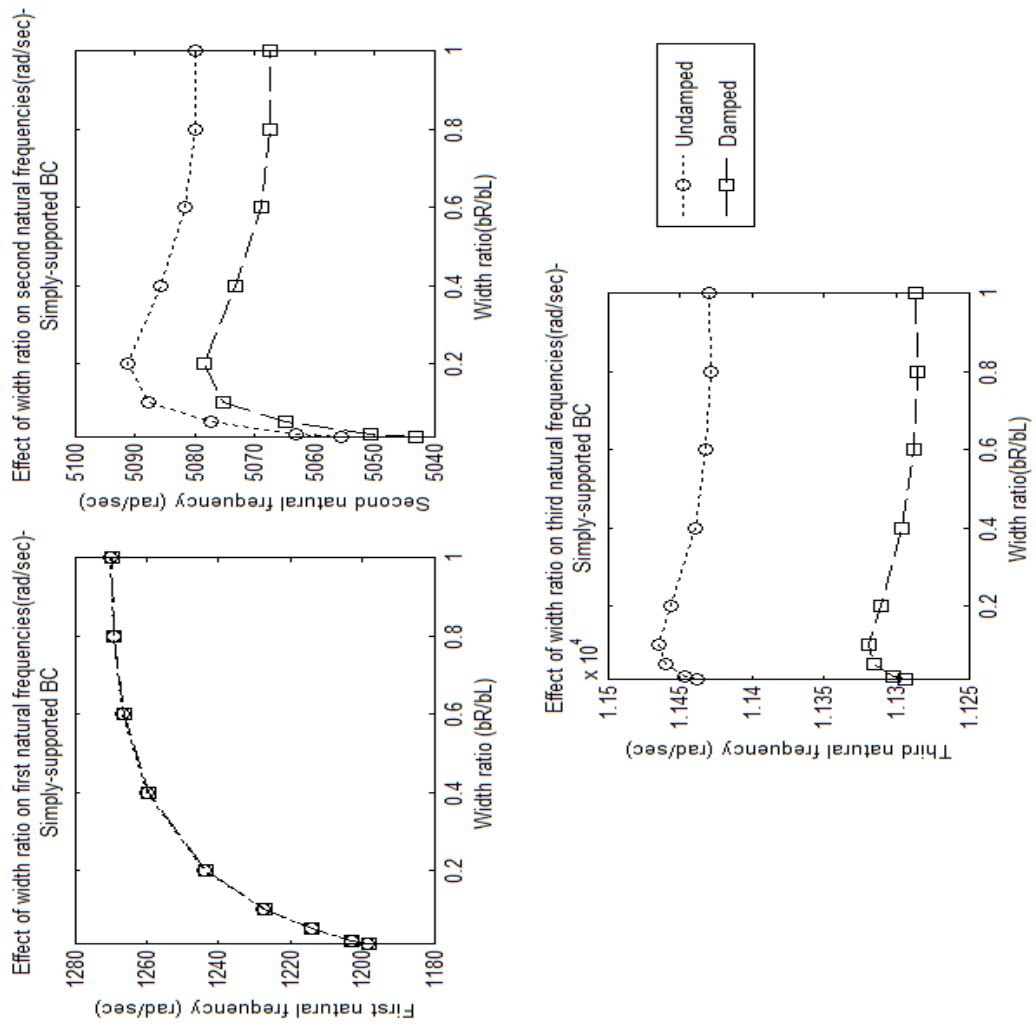 Effect of width ratio on first natural frequencies(rad/sec)-
Simply-supported BC
1280
1260
1240
1220
1200
1180
First natural frequency (rad/sec)
0.2
0.4
0.6
0.8
1
Width ratio (bR/bL)
Effect of width ratio on second natural frequencies(rad/sec)-
Simply-supported BC
5100
5090
5080
5070
5060
5050
5040
Second natural frequency (rad/sec)
0.2
0.4
0.6
0.8
1
Width ratio(bR/bL)
Effect of width ratio on third natural frequencies(rad/sec)-
Simply-supported BC
x 10^4
1.15
1.145
1.14
1.135
1.13
1.125
Third natural frequency (rad/sec)
0.2
0.4
0.6
0.8
1
Width ratio(bR/bL)
Undamped
Damped